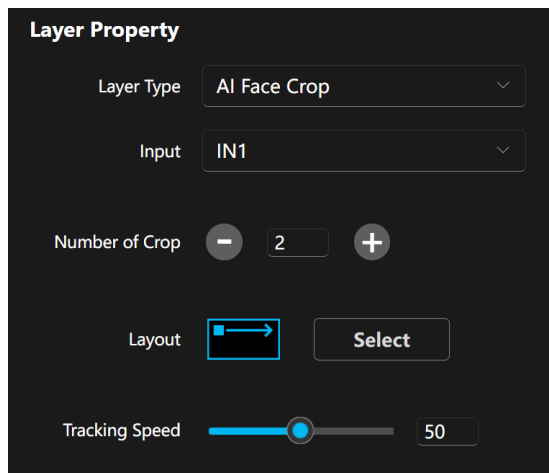 Layer Property
Layer Type AI Face Crop
Input IN1
Number of Crop 2
Layout Select
Tracking Speed 50